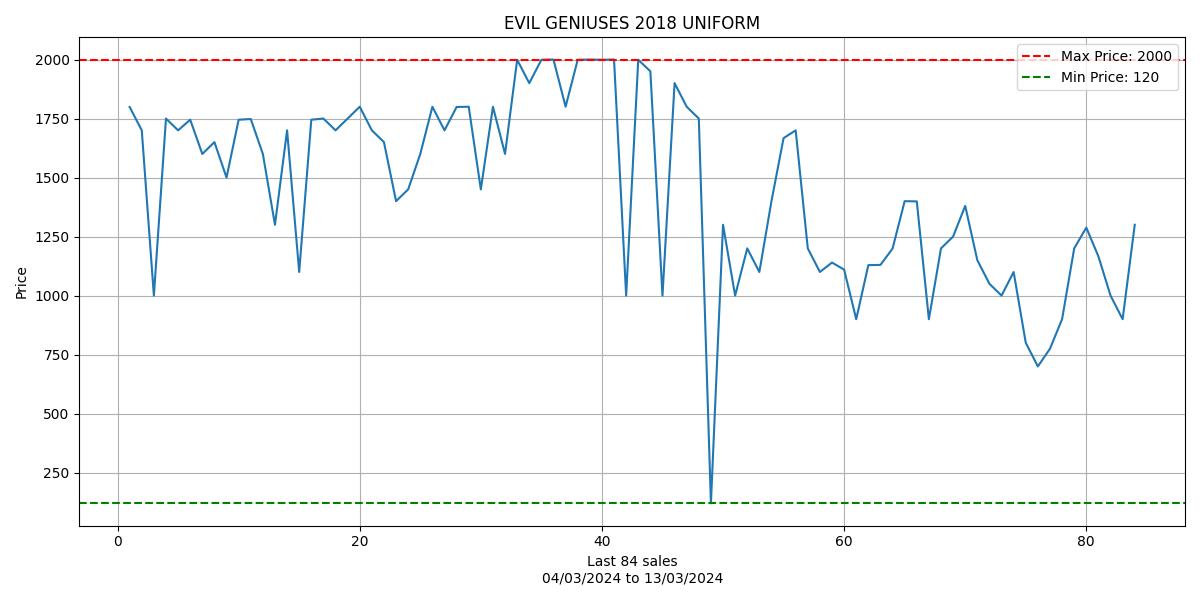 EVIL GENIUSES 2018 UNIFORM
Max Price: 2000
Min Price: 120
2000
1750
1500
1250
1000
750
500
250
Price
0 20 40 60 80
Last 84 sales
04/03/2024 to 13/03/2024